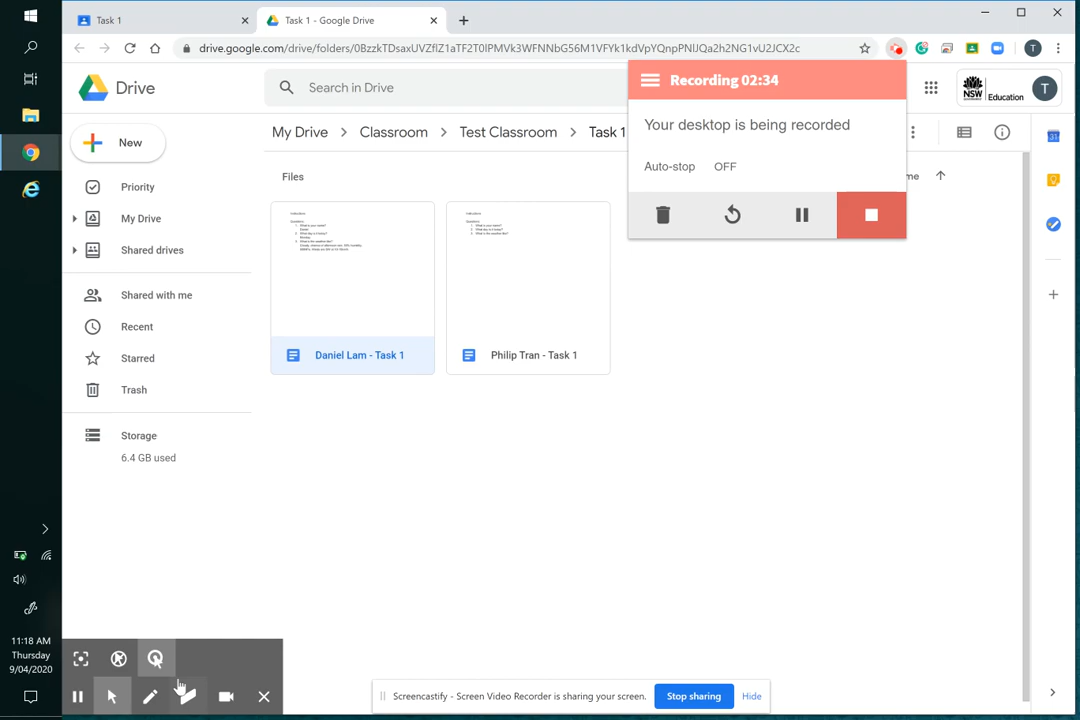 Task 1
Task 1 - Google Drive
drive.google.com/drive/folders/0BzzkTDsaxUVZflZ1aTF2T0lPMVk3WFNNbG56M1VFYk1kdVpYQnpPNlJQa2h2NG1vU2JCX2c
T
Drive
Search in Drive
NSW
Education
T
New
My Drive
Classroom
Test Classroom
Task 1
Recording 02:34
Your desktop is being recorded
Auto-stop OFF
me
Files
Priority
My Drive
Shared drives
Shared with me
Recent
Starred
Trash
Storage
6.4 GB used
Daniel Lam - Task 1
Philip Tran - Task 1
11:18 AM
Thursday
9/04/2020
Screencastify - Screen Video Recorder is sharing your screen.
Stop sharing
Hide